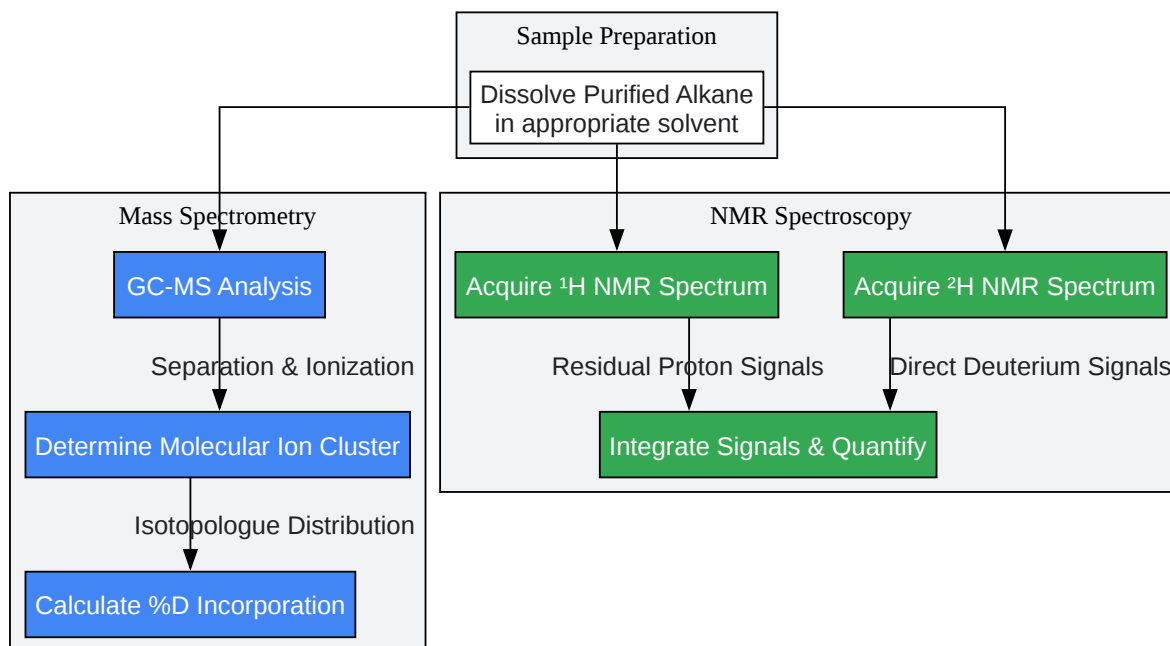 Sample Preparation
Dissolve Purified Alkane
in appropriate solvent
Mass Spectrometry
GC-MS Analysis
Separation & Ionization
Determine Molecular Ion Cluster
Isotopologue Distribution
Calculate %D Incorporation
NMR Spectroscopy
Acquire ¹H NMR Spectrum
Acquire ²H NMR Spectrum
Residual Proton Signals
Direct Deuterium Signals
Integrate Signals & Quantify